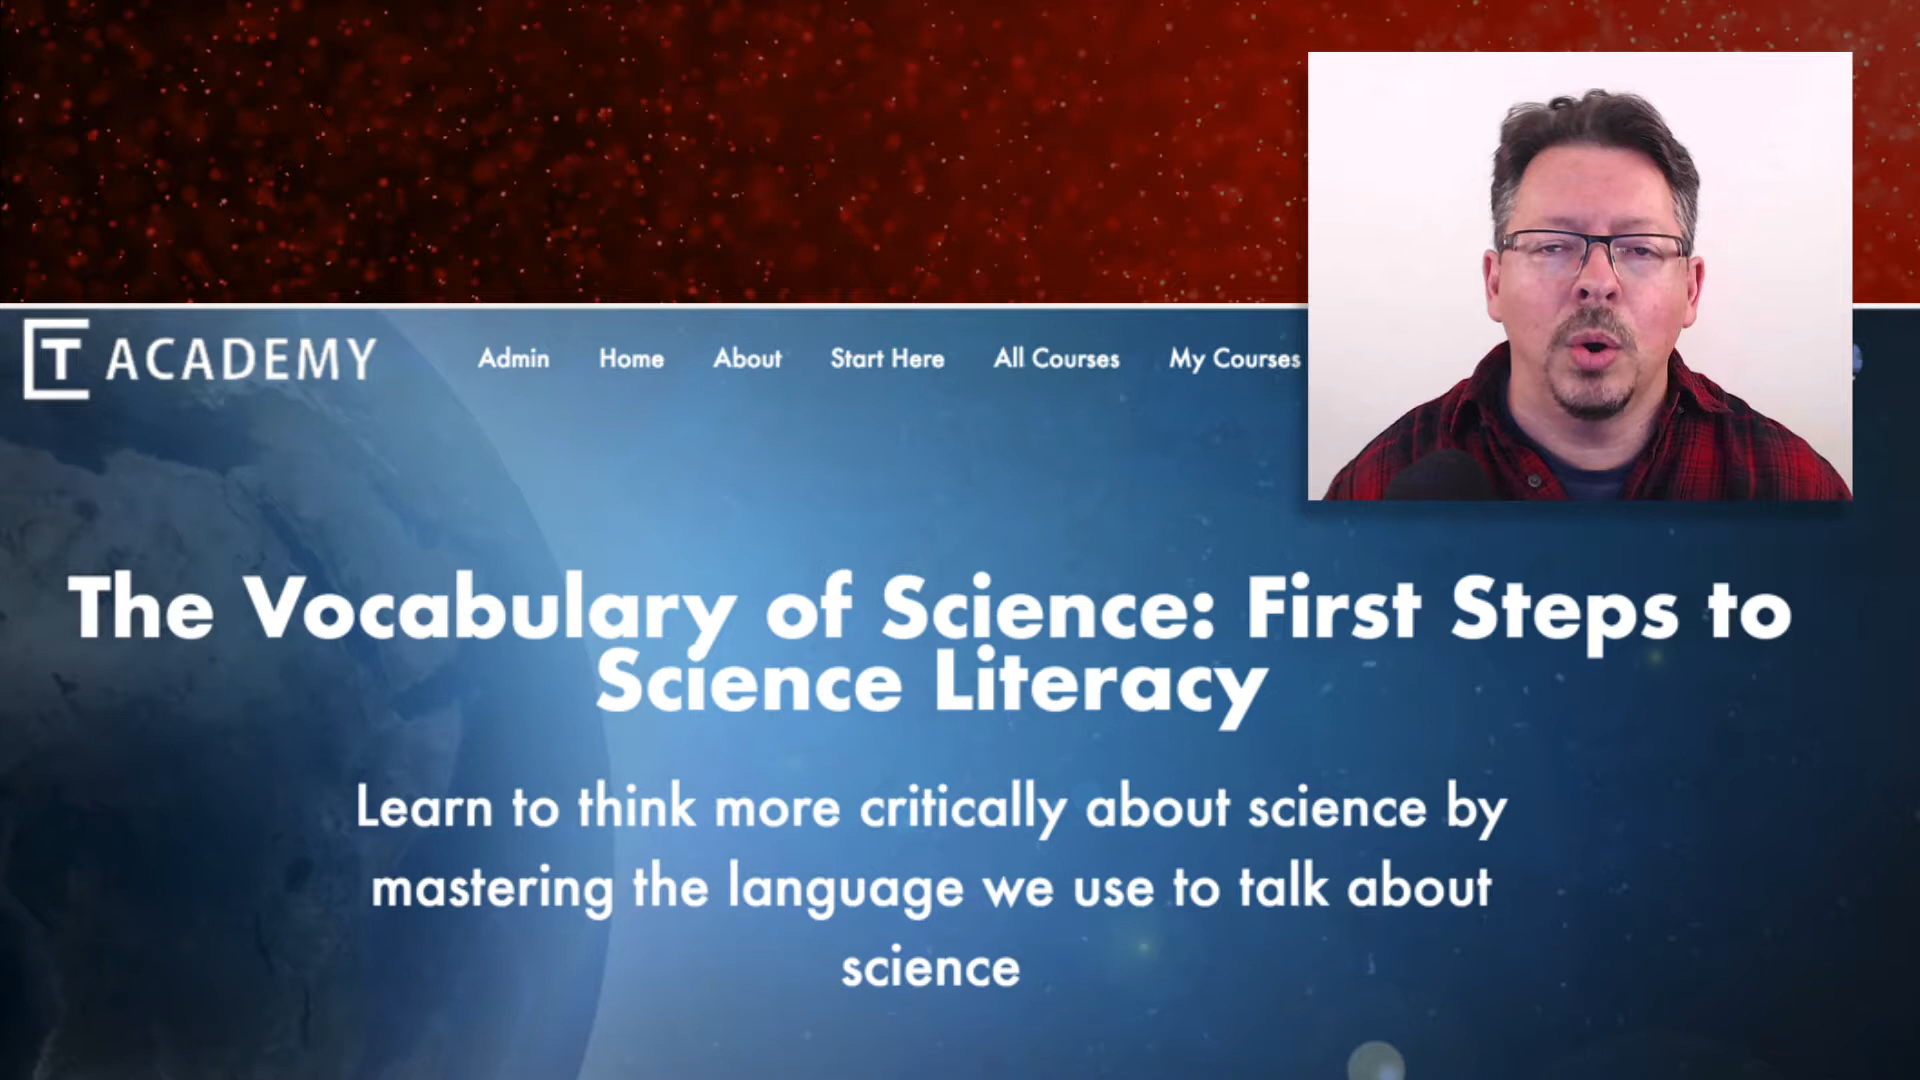 CT ACADEMY
Admin Home About Start Here All Courses My Courses
The Vocabulary of Science: First Steps to
Science Literacy
Learn to think more critically about science by
mastering the language we use to talk about
science